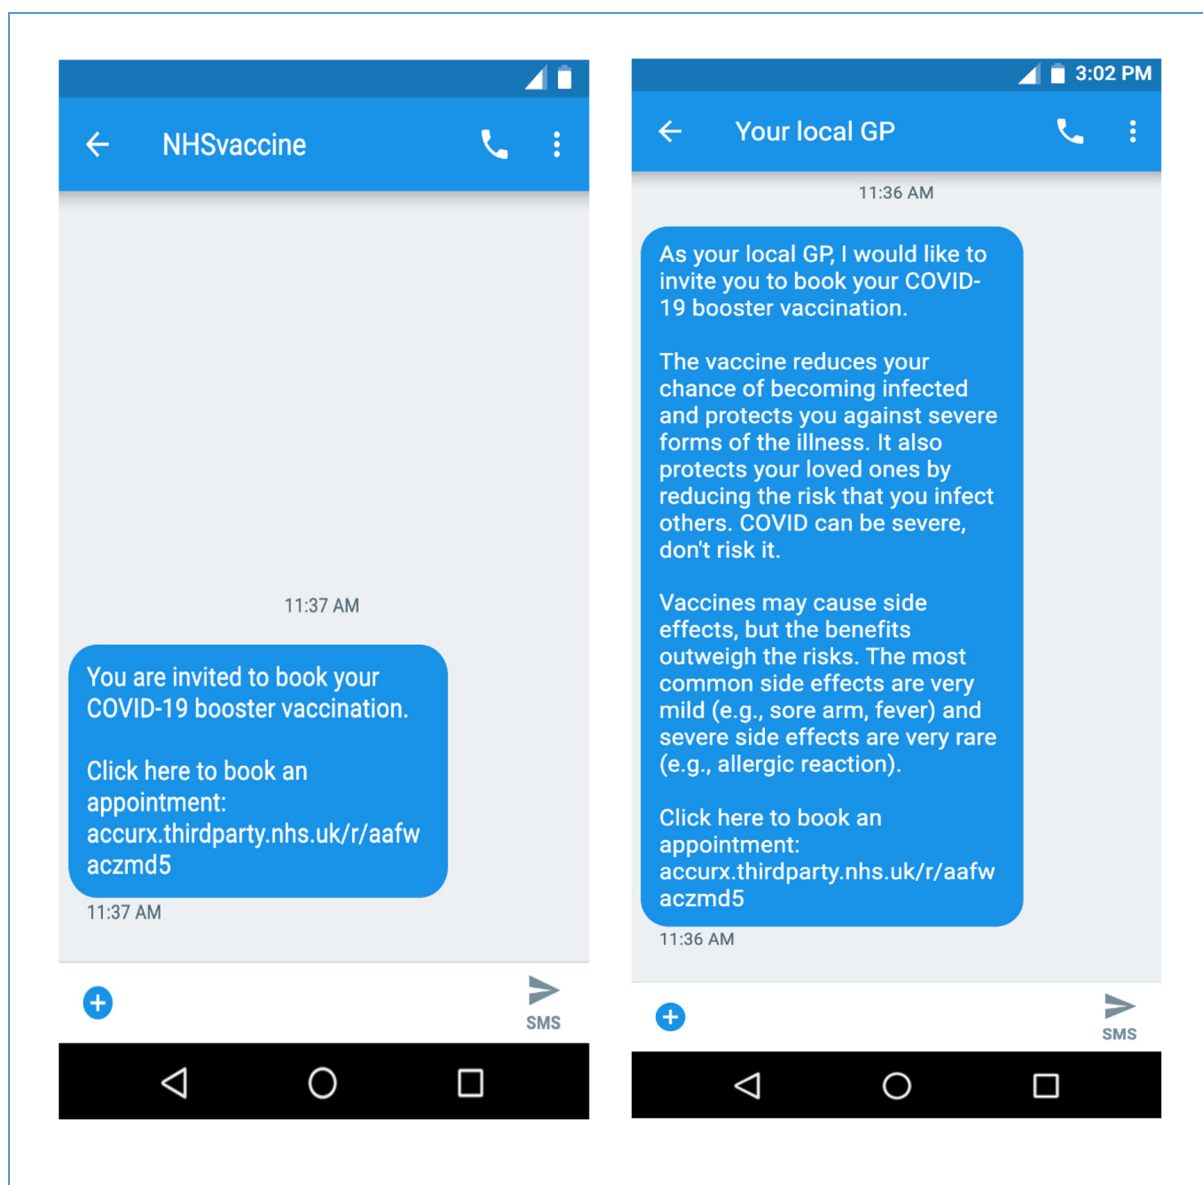 NHSvaccine
11:37 AM
You are invited to book your
COVID-19 booster vaccination.
Click here to book an
appointment:
accurx.thirdparty.nhs.uk/r/aafw
aczmd5
11:37 AM
SMS
3:02 PM
Your local GP
11:36 AM
As your local GP, I would like to
invite you to book your COVID-
19 booster vaccination.
The vaccine reduces your
chance of becoming infected
and protects you against severe
forms of the illness. It also
protects your loved ones by
reducing the risk that you infect
others. COVID can be severe,
don't risk it.
Vaccines may cause side
effects, but the benefits
outweigh the risks. The most
common side effects are very
mild (e.g., sore arm, fever) and
severe side effects are very rare
(e.g., allergic reaction).
Click here to book an
appointment:
accurx.thirdparty.nhs.uk/r/aafw
aczmd5
11:36 AM
SMS